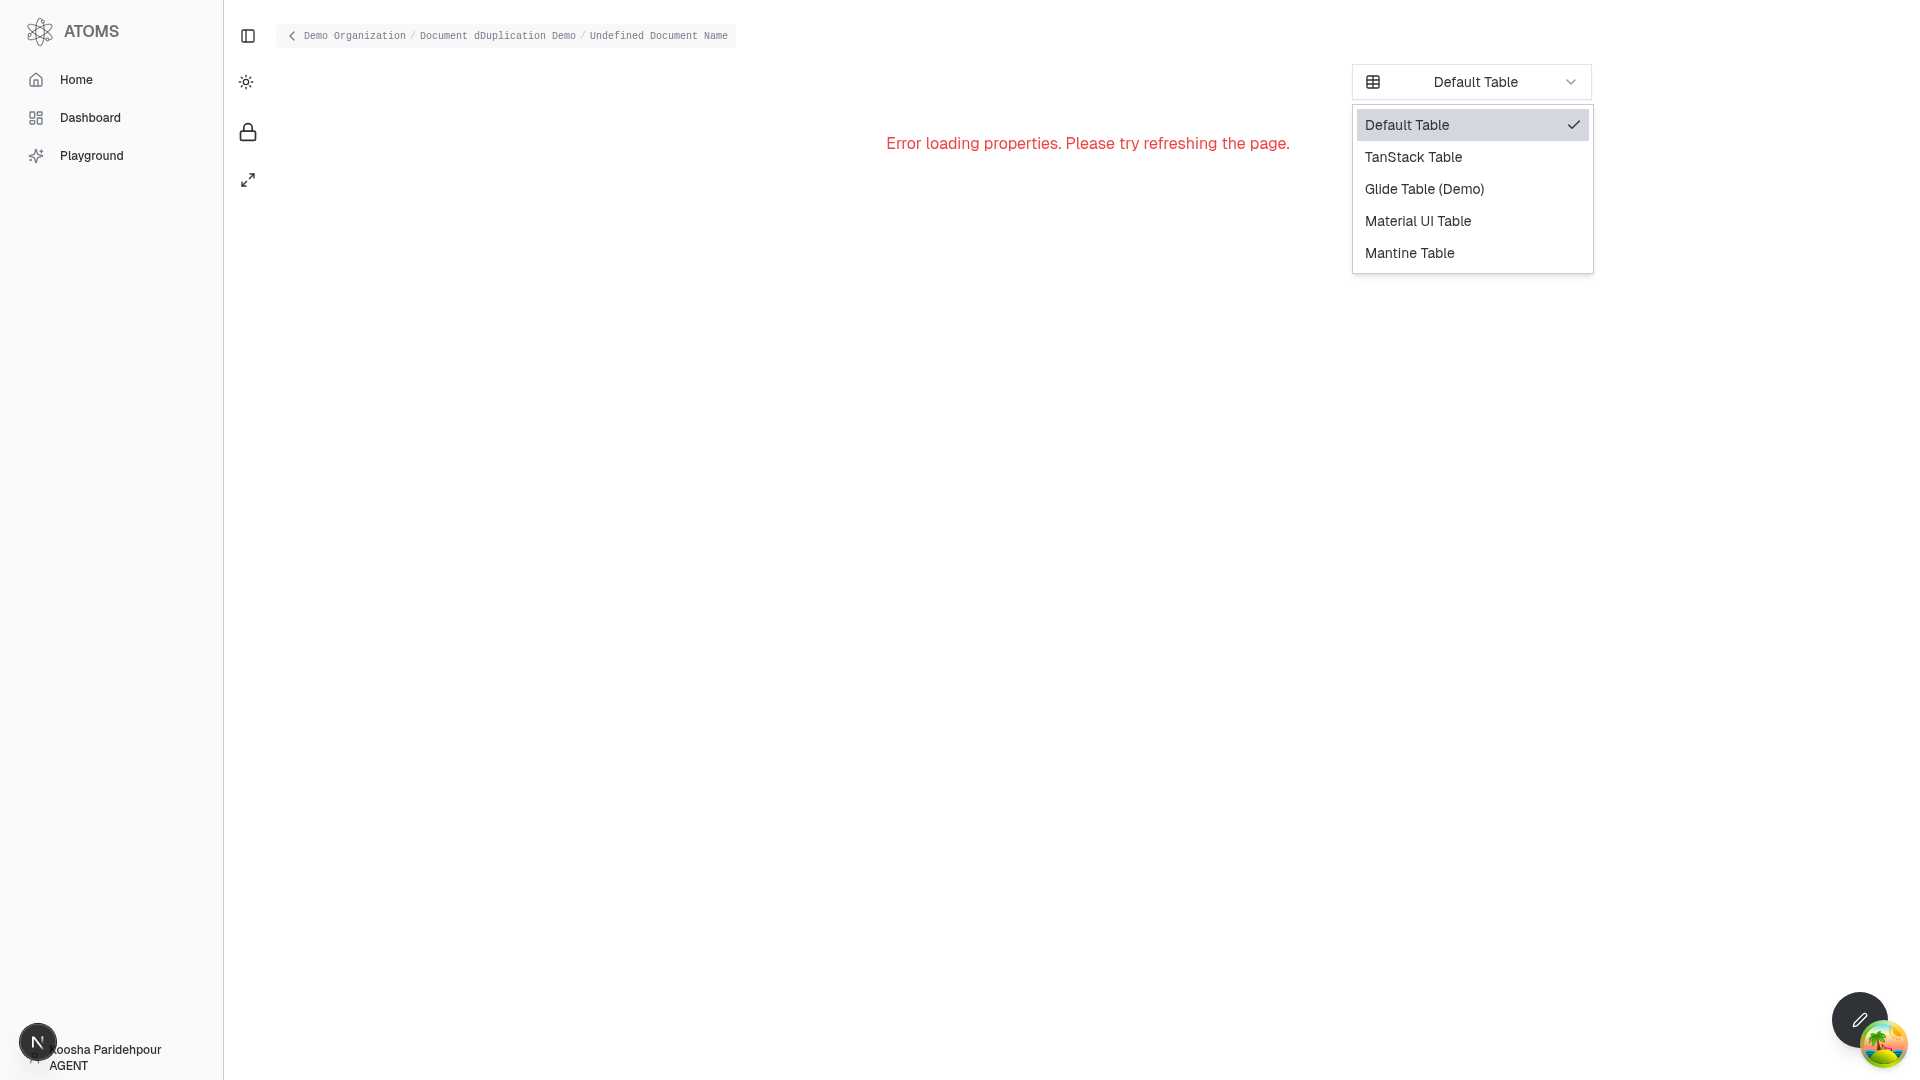 ATOMS
Home
Dashboard
Playground
Demo Organization / Document dDuplication Demo / Undefined Document Name
Default Table
Error loading properties. Please try refreshing the page.
Default Table
TanStack Table
Glide Table (Demo)
Material UI Table
Mantine Table
N
Koosha Paridehpour
AGENT